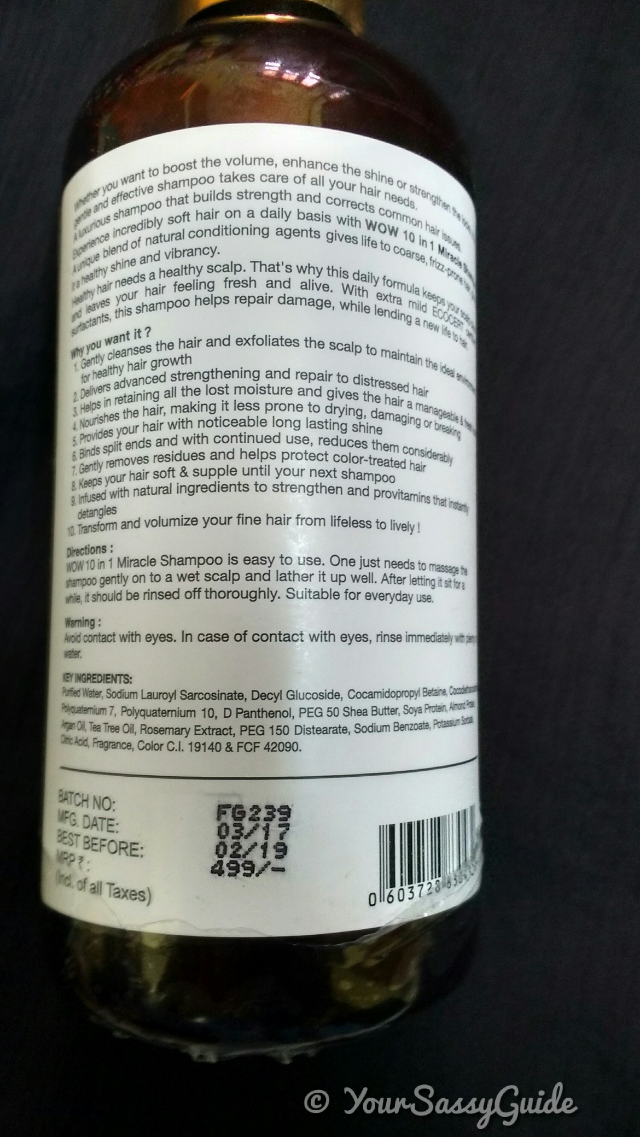 Whether you want to boost the volume, enhance the shine or strengthen the
gentle and effective shampoo takes care of all your hair needs.
A luxurious shampoo that builds strength and corrects common hair issues.
Experience incredibly soft hair on a daily basis with WOW 10 in 1 Miracle
A unique blend of natural conditioning agents gives life to coarse, frizz-prone
it a healthy shine and vibrancy.
Healthy hair needs a healthy scalp. That's why this daily formula keeps your
and leaves your hair feeling fresh and alive. With extra mild ECOCERT
surfactants, this shampoo helps repair damage, while lending a new life to hair.
Why you want it ?
1. Gently cleanses the hair and exfoliates the scalp to maintain the ideal
for healthy hair growth
2. Delivers advanced strengthening and repair to distressed hair
3. Helps in retaining all the lost moisture and gives the hair a manageable &
4. Nourishes the hair, making it less prone to drying, damaging or breaking
5. Provides your hair with noticeable long lasting shine
6. Binds split ends and with continued use, reduces them considerably
7. Gently removes residues and helps protect color-treated hair
8. Keeps your hair soft & supple until your next shampoo
9. Infused with natural ingredients to strengthen and provitamins that instantly
detangles
10. Transform and volumize your fine hair from lifeless to lively !
Directions :
WOW 10 in 1 Miracle Shampoo is easy to use. One just needs to massage the
shampoo gently on to a wet scalp and lather it up well. After letting it sit for a
while, it should be rinsed off thoroughly. Suitable for everyday use.
Warning :
Avoid contact with eyes. In case of contact with eyes, rinse immediately with plenty
water.
KEY INGREDIENTS:
Purified Water, Sodium Lauroyl Sarcosinate, Decyl Glucoside, Cocamidopropyl Betaine,
Polyquaternium 7, Polyquaternium 10, D Panthenol, PEG 50 Shea Butter, Soya Protein, Almond
Argan Oil, Tea Tree Oil, Rosemary Extract, PEG 150 Distearate, Sodium Benzoate, Potassium
Citric Acid, Fragrance, Color C.I. 19140 & FCF 42090.
BATCH NO: FG239
MFG. DATE: 03/17
BEST BEFORE: 02/19
MRP ₹ : 499/-
(Incl. of all Taxes)
0 603728
© YourSassyGuide